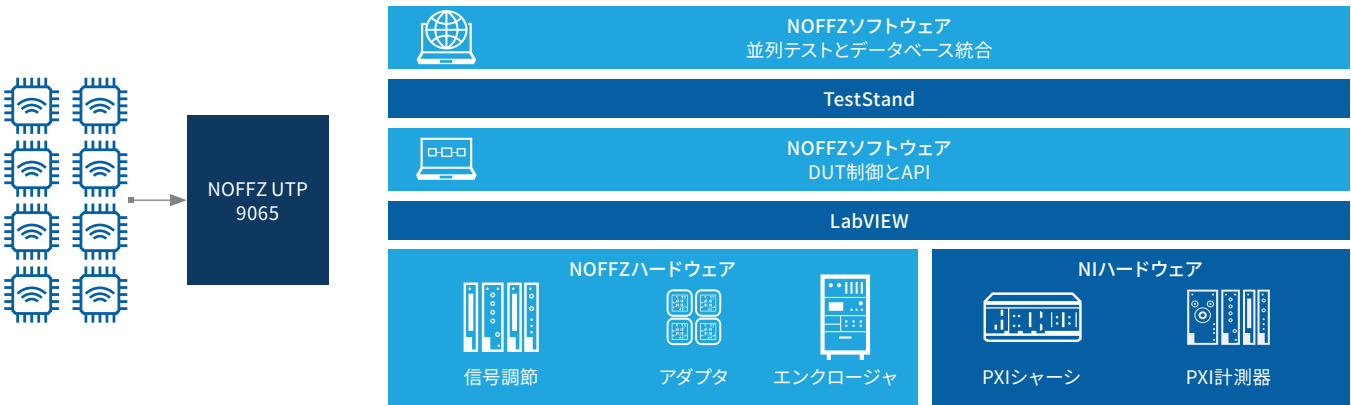 NOFFZ UTP
9065
NOFFZソフトウェア
並列テストとデータベース統合
TestStand
NOFFZソフトウェア
DUT制御とAPI
LabVIEW
NOFFZハードウェア
信号調節
アダプタ
エンクロージャ
NIハードウェア
PXIシャーシ
PXI計測器